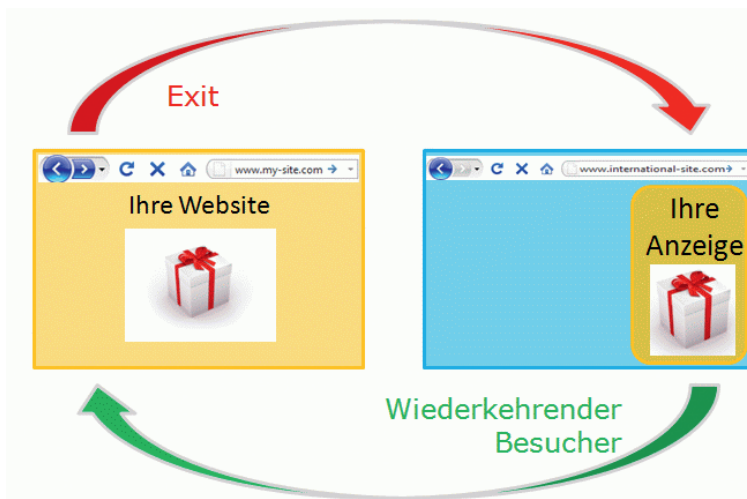 Exit
www.my-site.com
Ihre Website
www.international-site.com
Ihre
Anzeige
Wiederkehrender
Besucher